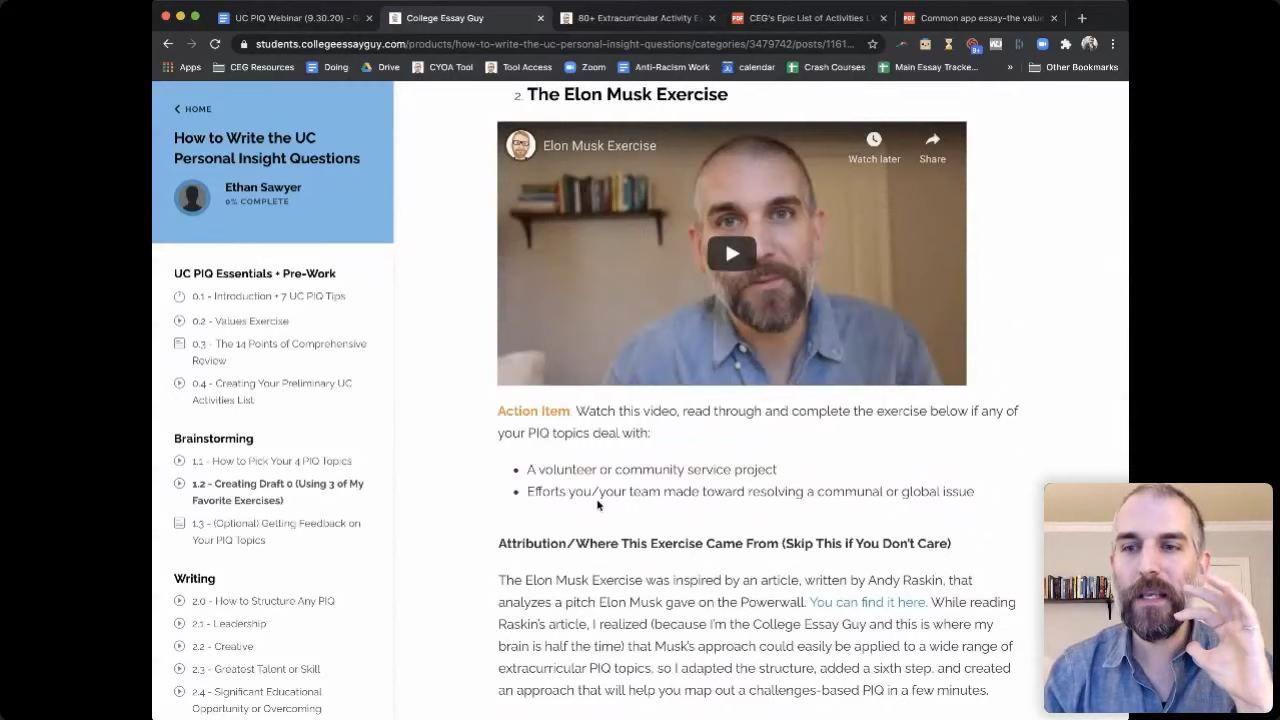 UC PIQ Webinar (9.30.20) - G
College Essay Guy
80+ Extracurricular Activity E
CEG's Epic List of Activities L
Common app essay-the value
students.collegeessayguy.com/products/how-to-write-the-uc-personal-insight-questions/categories/3479742/posts/1161...
Apps
CEG Resources
Doing
Drive
CYOA Tool
Tool Access
Zoom
Anti-Racism Work
calendar
Crash Courses
Main Essay Tracke...
»
Other Bookmarks
HOME
How to Write the UC
Personal Insight Questions
Ethan Sawyer
0% COMPLETE
UC PIQ Essentials + Pre-Work
0.1 - Introduction + 7 UC PIQ Tips
0.2 - Values Exercise
0.3 - The 14 Points of Comprehensive
Review
0.4 - Creating Your Preliminary UC
Activities List
Brainstorming
1.1 - How to Pick Your 4 PIQ Topics
1.2 - Creating Draft 0 (Using 3 of My
Favorite Exercises)
1.3 - (Optional) Getting Feedback on
Your PIQ Topics
Writing
2.0 - How to Structure Any PIQ
2.1 - Leadership
2.2 - Creative
2.3 - Greatest Talent or Skill
2.4 - Significant Educational
Opportunity or Overcoming
2. The Elon Musk Exercise
Elon Musk Exercise
Watch later
Share
Action Item: Watch this video, read through and complete the exercise below if any of
your PIQ topics deal with:
• A volunteer or community service project
• Efforts you/your team made toward resolving a communal or global issue
Attribution/Where This Exercise Came From (Skip This if You Don't Care)
The Elon Musk Exercise was inspired by an article, written by Andy Raskin, that
analyzes a pitch Elon Musk gave on the Powerwall. You can find it here. While reading
Raskin's article, I realized (because I'm the College Essay Guy and this is where my
brain is half the time) that Musk's approach could easily be applied to a wide range of
extracurricular PIQ topics, so I adapted the structure, added a sixth step, and created
an approach that will help you map out a challenges-based PIQ in a few minutes.